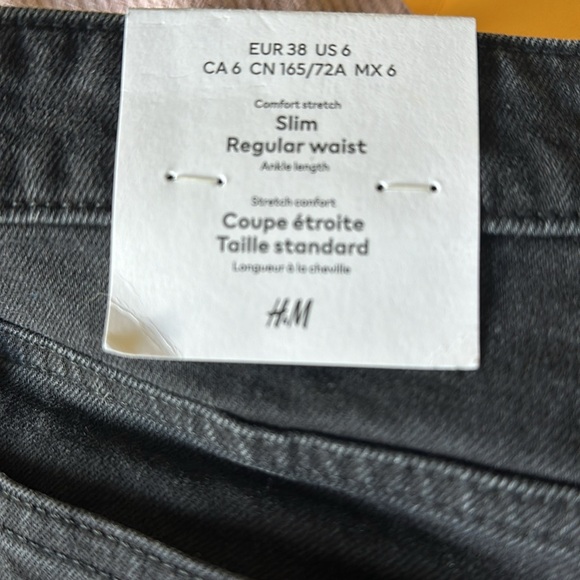 EUR 38 US 6
CA 6 CN 165/72A MX 6
Comfort stretch
Slim
Regular waist
Ankle length
Stretch confort
Coupe étroite
Taille standard
Longueur à la cheville
H&M